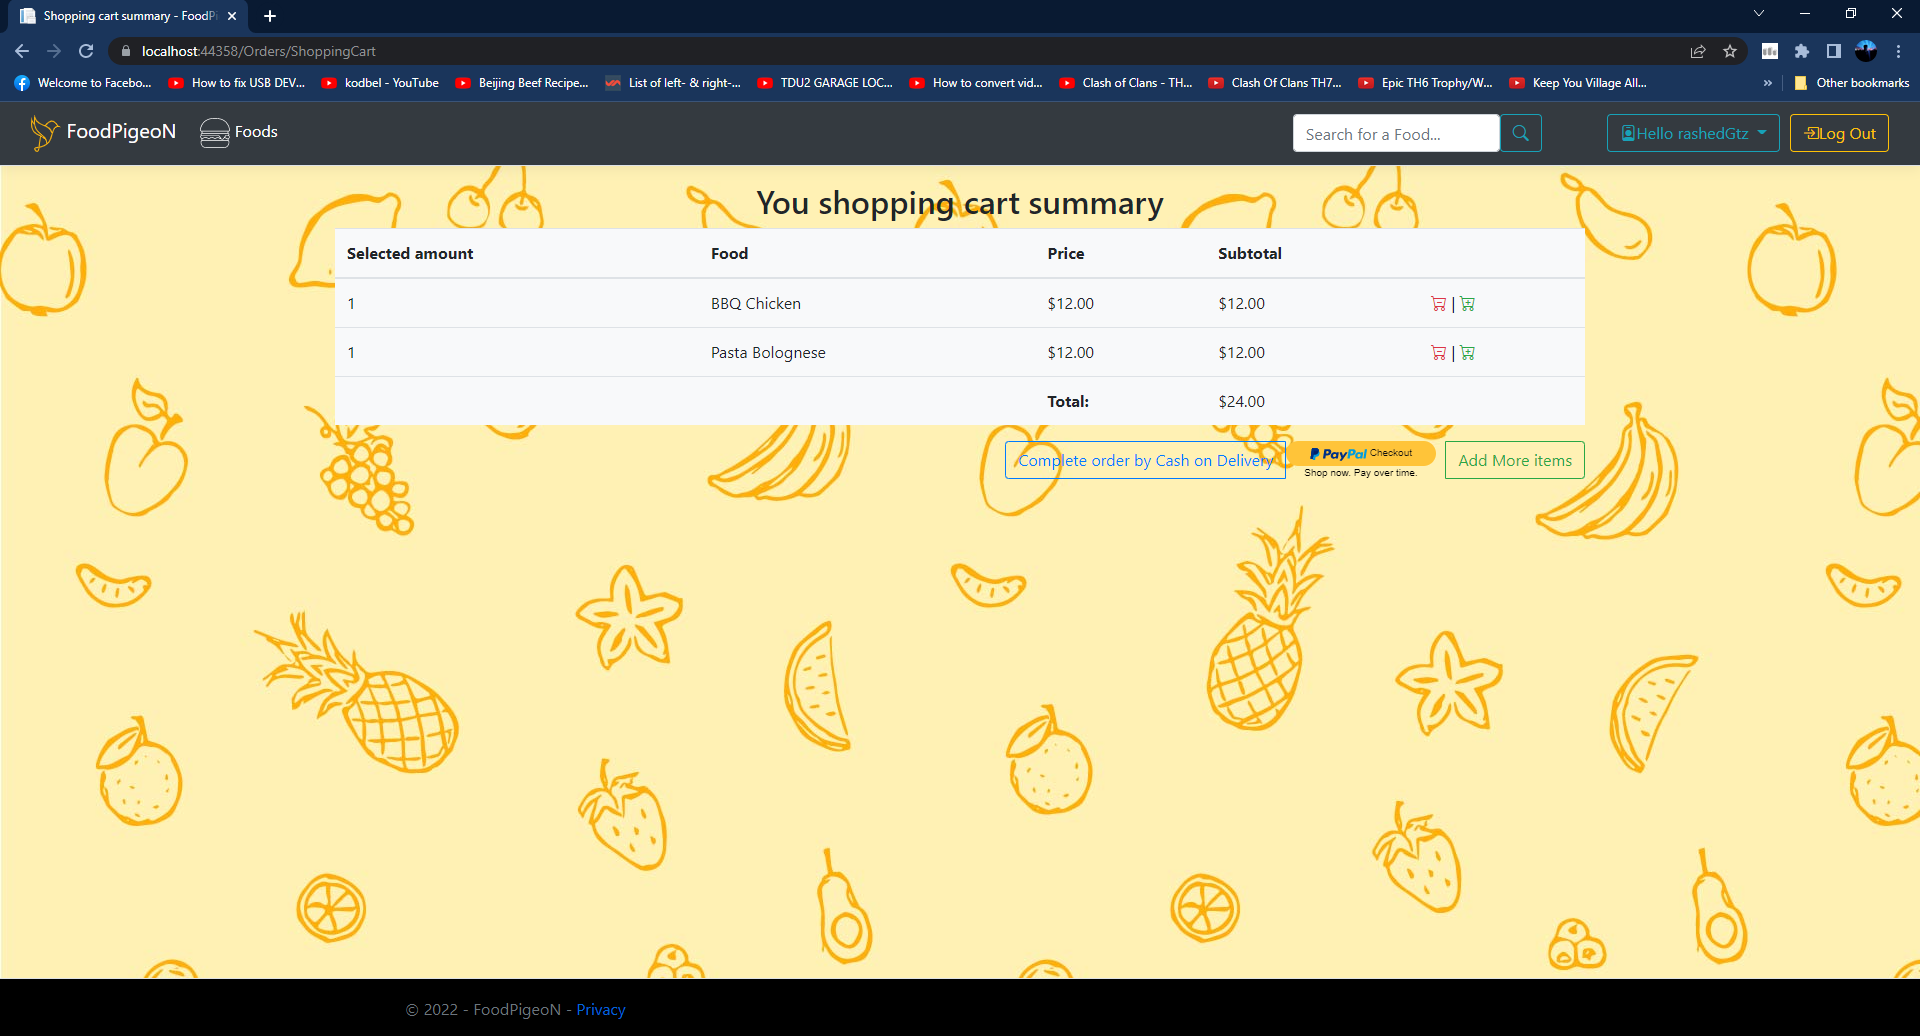 Shopping cart summary - FoodPi
localhost:44358/Orders/ShoppingCart
Welcome to Facebo... How to fix USB DEV... kodbel - YouTube Beijing Beef Recipe... List of left- & right-... TDU2 GARAGE LOC... How to convert vid... Clash of Clans - TH... Clash Of Clans TH7... Epic TH6 Trophy/W... Keep You Village All... » Other bookmarks
FoodPigeoN Foods Search for a Food... Hello rashedGtz Log Out
You shopping cart summary
Selected amount Food Price Subtotal
1 BBQ Chicken $12.00 $12.00 |
1 Pasta Bolognese $12.00 $12.00 |
Total: $24.00
Complete order by Cash on Delivery PayPal Checkout Add More items
Shop now. Pay over time.
© 2022 - FoodPigeoN - Privacy